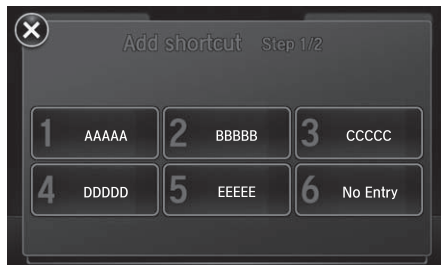 Add shortcut Step 1/2
1 AAAAA 2 BBBBB 3 CCCCC
4 DDDDD 5 EEEEE 6 No Entry